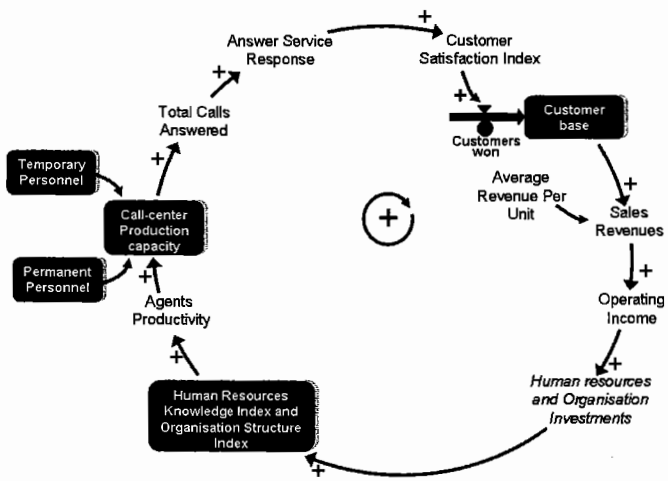 Answer Service
Response
+
Customer
Satisfaction Index
+
Total Calls
Answered
+
Customers
won
Customer
base
Temporary
Personnel
+
Average
Revenue Per
Unit
+
Call-center
Production
capacity
+
Sales
Revenues
Permanent
Personnel
+
+
Agents
Productivity
Operating
Income
+
+
Human resources
and Organisation
Investments
Human Resources
Knowledge Index and
Organisation Structure
Index
+